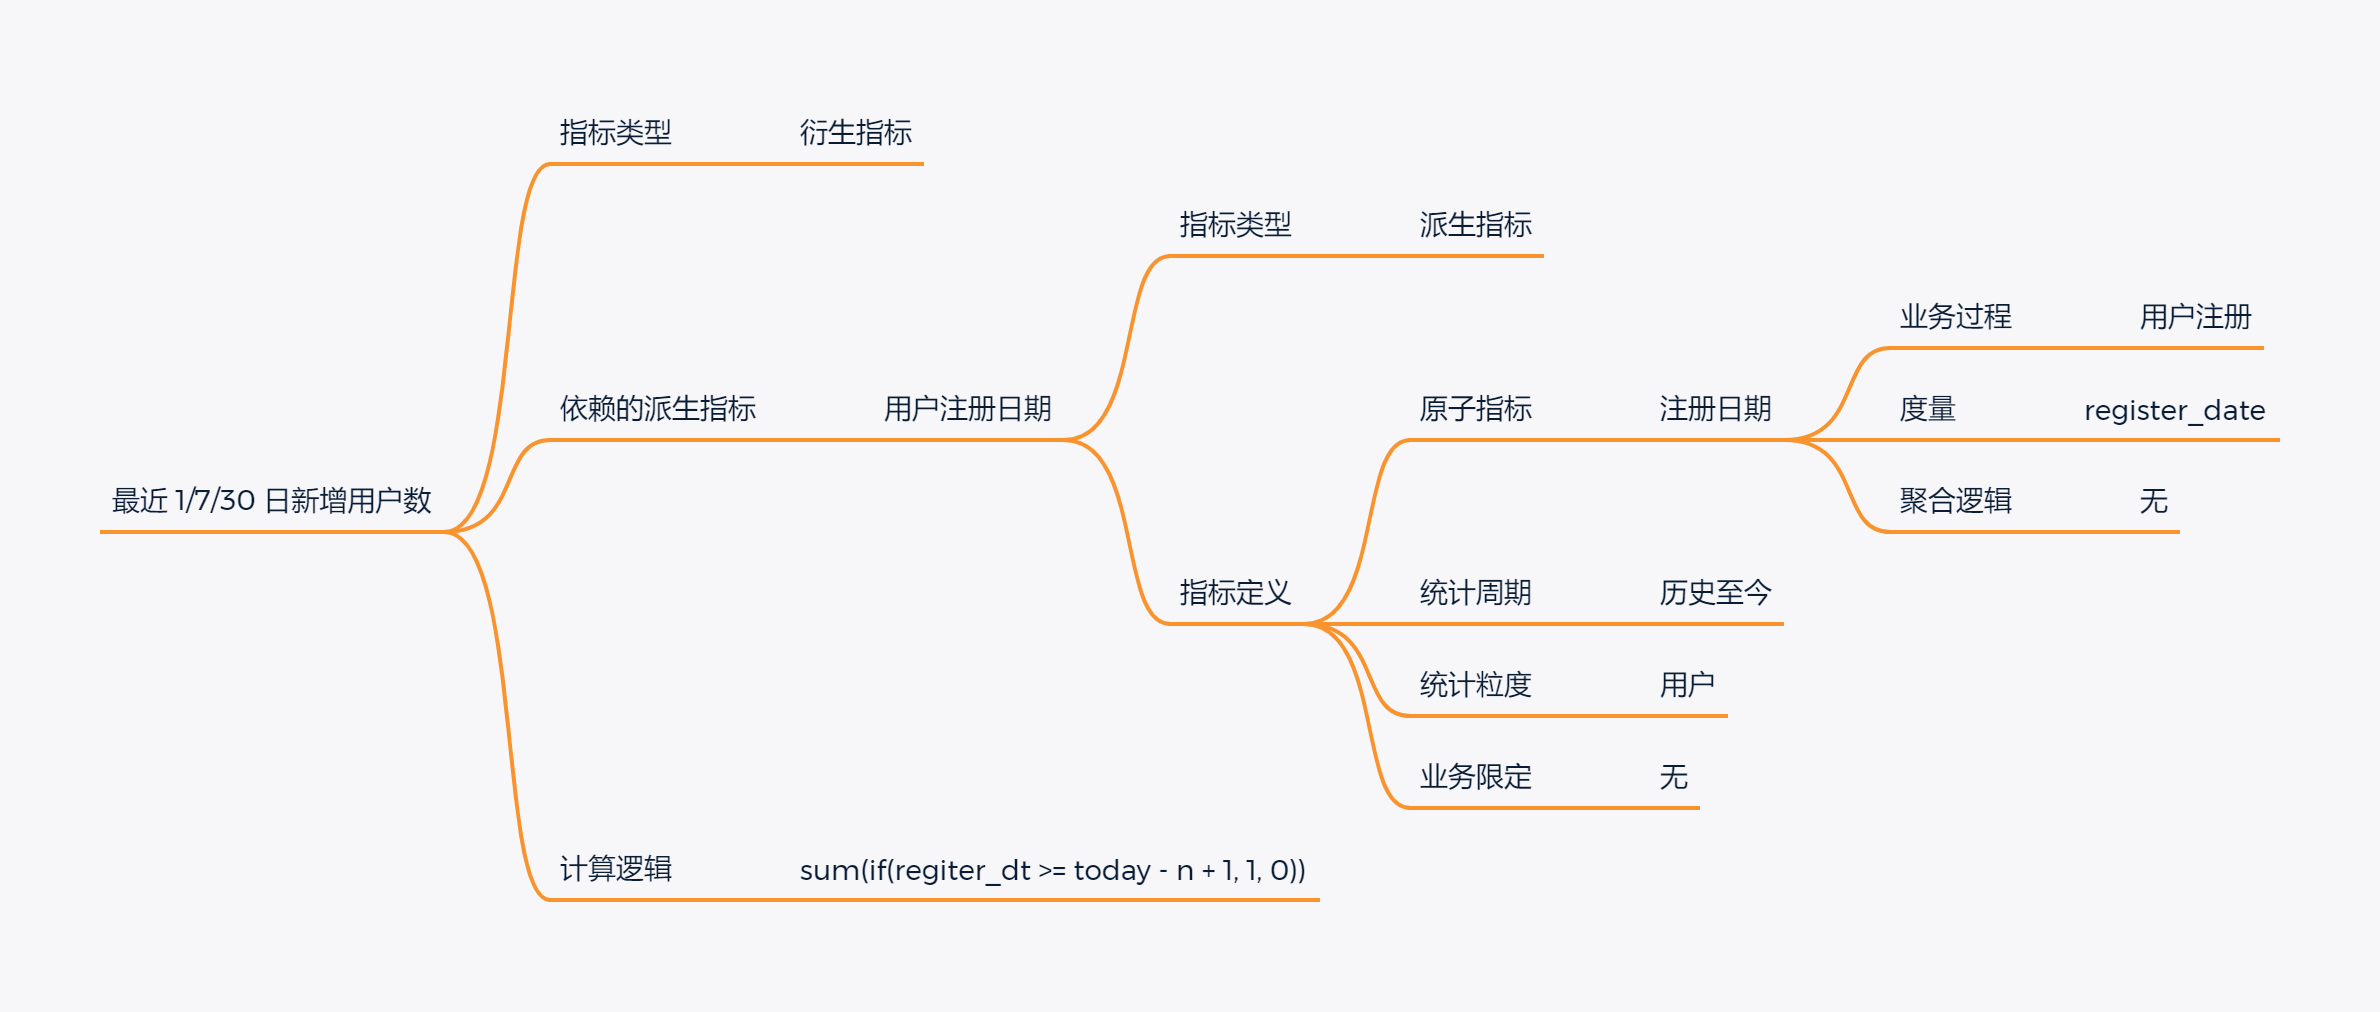 最近 1/7/30 日新增用户数
指标类型 衍生指标
依赖的派生指标 用户注册日期
指标类型 派生指标
指标定义
原子指标 注册日期
业务过程 用户注册
度量 register_date
聚合逻辑 无
统计周期 历史至今
统计粒度 用户
业务限定 无
计算逻辑 sum(if(regiter_dt >= today - n + 1, 1, 0))